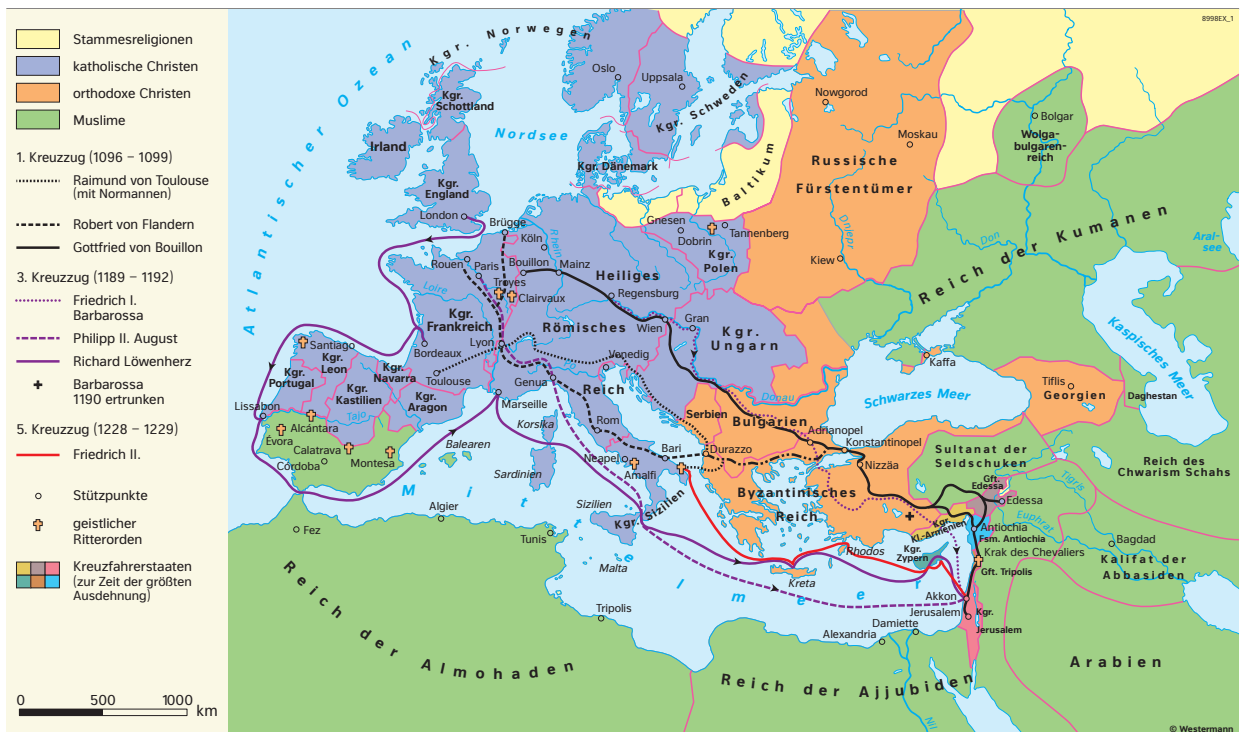 Stammesreligionen
katholische Christen
orthodoxe Christen
Muslime
1. Kreuzzug (1096 – 1099)
Raimund von Toulouse
(mit Normannen)
Robert von Flandern
Gottfried von Bouillon
3. Kreuzzug (1189 – 1192)
Friedrich I.
Barbarossa
Philipp II. August
Richard Löwenherz
Barbarossa
1190 ertrunken
5. Kreuzzug (1228 – 1229)
Friedrich II.
Stützpunkte
geistlicher
Ritterorden
Kreuzfahrerstaaten
(zur Zeit der größten
Ausdehnung)
0 500 1000
km
8998EX_1
Atlantischer Ozean
Kgr. Norwegen
Oslo
Uppsala
Kgr. Schweden
Nowgorod
Moskau
Bolgar
Wolga-
bulgaren-
reich
Kgr.
Schottland
Nordsee
Irland
Kgr. Dänemark
Baltikum
Russische
Fürstentümer
Kgr.
England
London
Brügge
Köln
Rhein
Gnesen
Dobrin
Tannenberg
Kgr.
Polen
Dnjepr
Kiew
Don
Reich der Kumanen
Aral-
see
Rouen
Paris
Bouillon
Mainz
Heiliges
Troyes
Clairvaux
Regensburg
Loire
Kgr.
Frankreich
Römisches
Wien
Gran
Kgr.
Ungarn
Kaspisches Meer
Lyon
Bordeaux
Venedig
Kaffa
Santiago
Kgr.
Leon
Kgr.
Portugal
Kgr.
Navarra
Toulouse
Genua
Reich
Donau
Schwarzes Meer
Tiflis
Georgien
Daghestan
Kgr.
Kastilien
Kgr.
Aragon
Marseille
Lissabon
Alcántara
Tajo
Korsika
Rom
Serbien
Bulgarien
Adrianopel
Konstantinopel
Évora
Calatrava
Córdoba
Montesa
Balearen
Bari
Durazzo
Nizzäa
Sultanat der
Seldschuken
Reich des
Chwarism Schahs
Neapel
Amalfi
Sardinien
Byzantinisches
Reich
Gft.
Edessa
Edessa
Tigris
Mittelmeer
Sizilien
Kgr. Sizilien
Kgr.
Kl.-Armenien
Antiochia
Fsm. Antiochia
Euphrat
Bagdad
Fez
Algier
Tunis
Rhodos
Kgr.
Zypern
Krak des Chevaliers
Gft. Tripolis
Kalifat der
Abbasiden
Malta
Kreta
Akkon
Tripolis
Jerusalem
Kgr.
Jerusalem
Damiette
Alexandria
Reich der Almohaden
Reich der Ajjubiden
Nil
Arabien
© Westermann